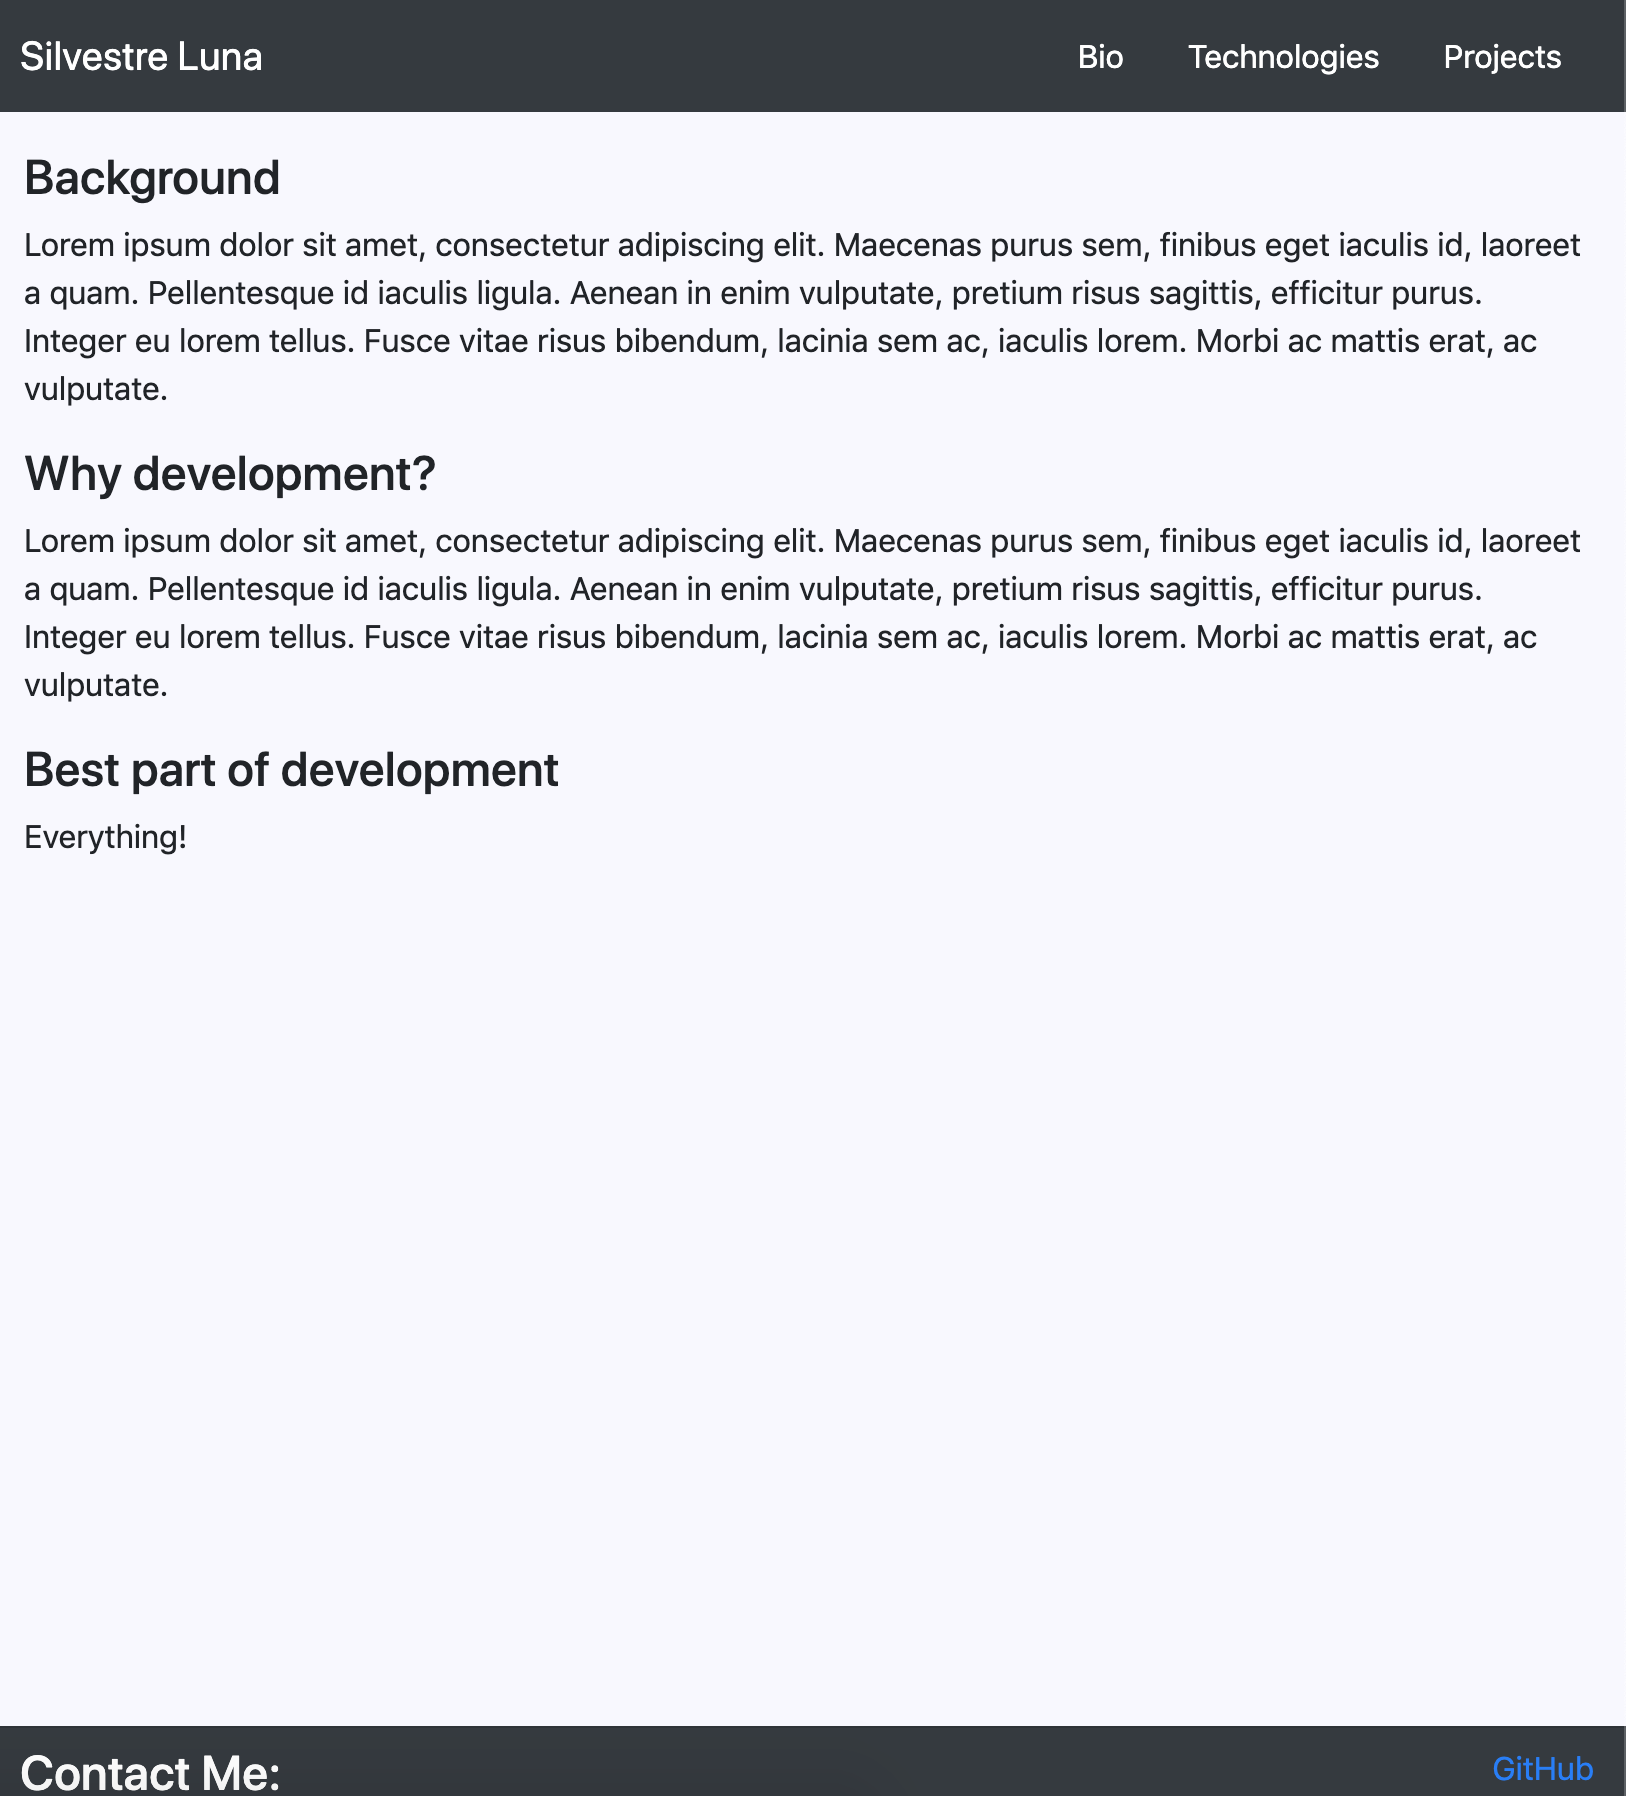 Silvestre Luna
Bio Technologies Projects
Background
Lorem ipsum dolor sit amet, consectetur adipiscing elit. Maecenas purus sem, finibus eget iaculis id, laoreet
a quam. Pellentesque id iaculis ligula. Aenean in enim vulputate, pretium risus sagittis, efficitur purus.
Integer eu lorem tellus. Fusce vitae risus bibendum, lacinia sem ac, iaculis lorem. Morbi ac mattis erat, ac
vulputate.
Why development?
Lorem ipsum dolor sit amet, consectetur adipiscing elit. Maecenas purus sem, finibus eget iaculis id, laoreet
a quam. Pellentesque id iaculis ligula. Aenean in enim vulputate, pretium risus sagittis, efficitur purus.
Integer eu lorem tellus. Fusce vitae risus bibendum, lacinia sem ac, iaculis lorem. Morbi ac mattis erat, ac
vulputate.
Best part of development
Everything!
Contact Me:
GitHub